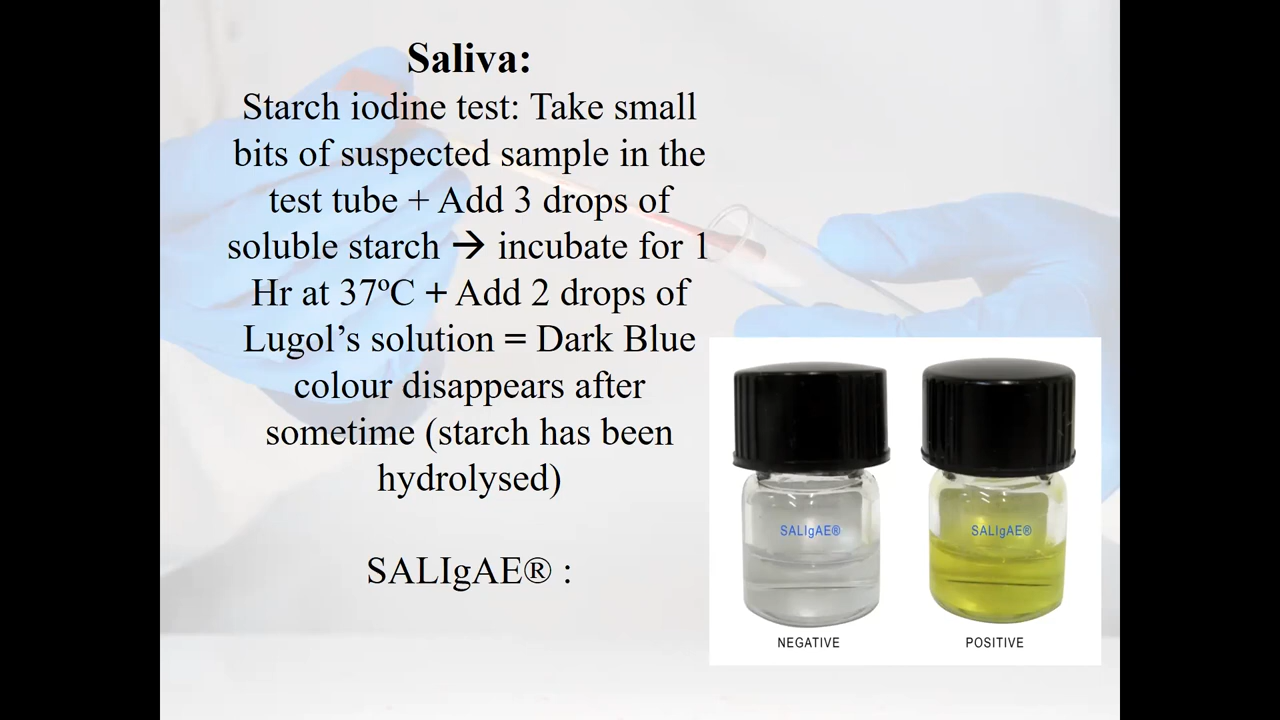 Saliva:
Starch iodine test: Take small
bits of suspected sample in the
test tube + Add 3 drops of
soluble starch → incubate for 1
Hr at 37ºC + Add 2 drops of
Lugol’s solution = Dark Blue
colour disappears after
sometime (starch has been
hydrolysed)
SALIgAE® :
SALIgAE®
SALIgAE®
NEGATIVE
POSITIVE